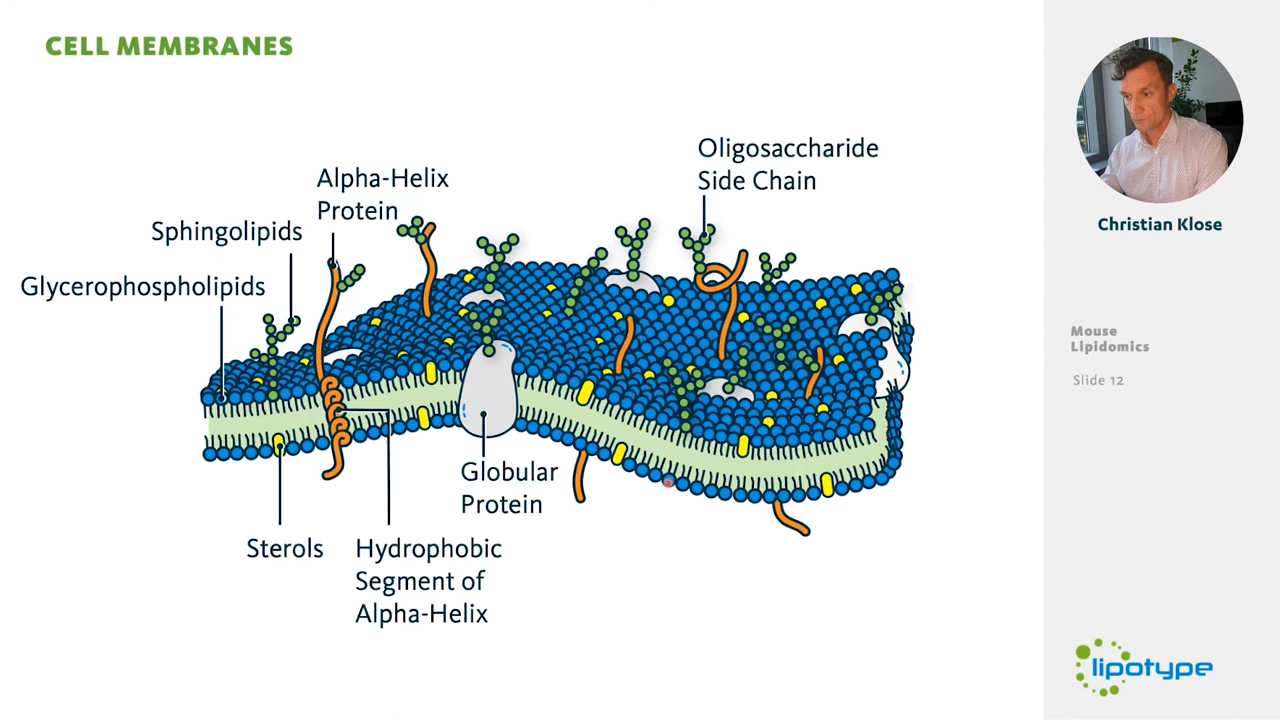 CELL MEMBRANES
Oligosaccharide
Side Chain
Alpha-Helix
Protein
Sphingolipids
Glycerophospholipids
Globular
Protein
Sterols
Hydrophobic
Segment of
Alpha-Helix
Christian Klose
Mouse
Lipidomics
Slide 12
lipotype